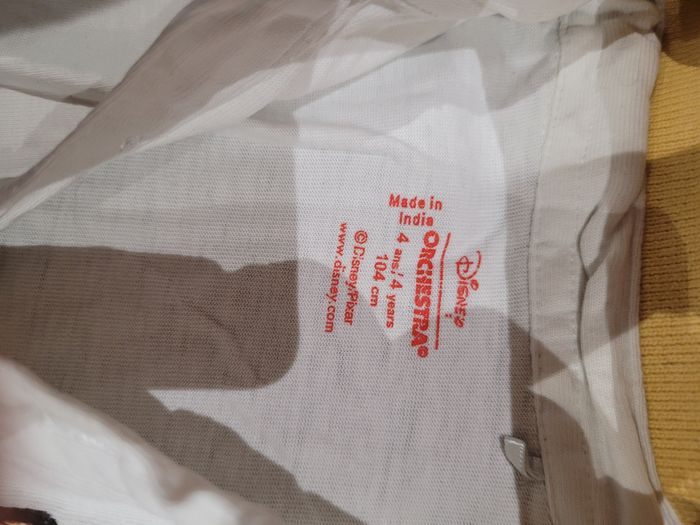 Disney
ORCHESTRA®
Made in
India
4 ans/4 years
104 cm
©Disney/Pixar
www.disney.com